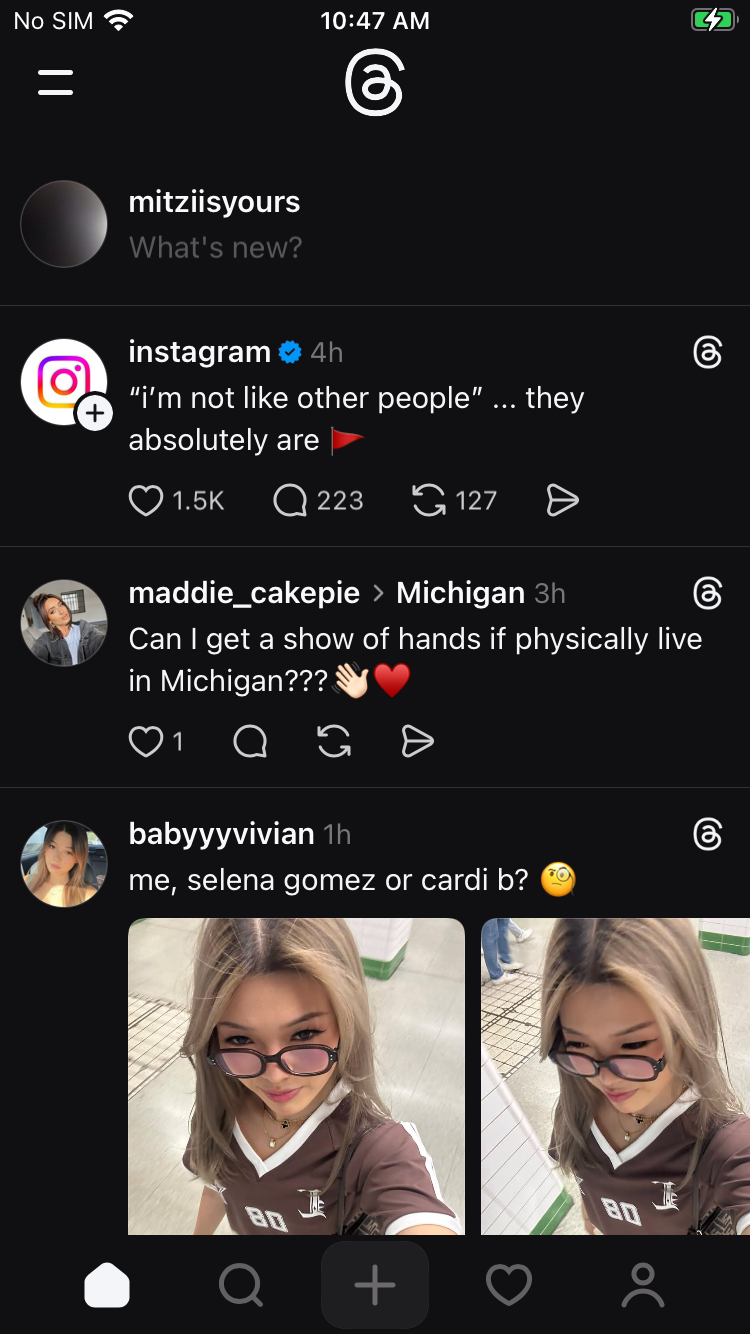 No SIM 10:47 AM
mitziisyours
What's new?
instagram 4h
“i’m not like other people” ... they
absolutely are 🚩
1.5K 223 127
maddie_cakepie > Michigan 3h
Can I get a show of hands if physically live
in Michigan???👋🏻♥️
1
babyyyvivian 1h
me, selena gomez or cardi b? 🧐
80
80